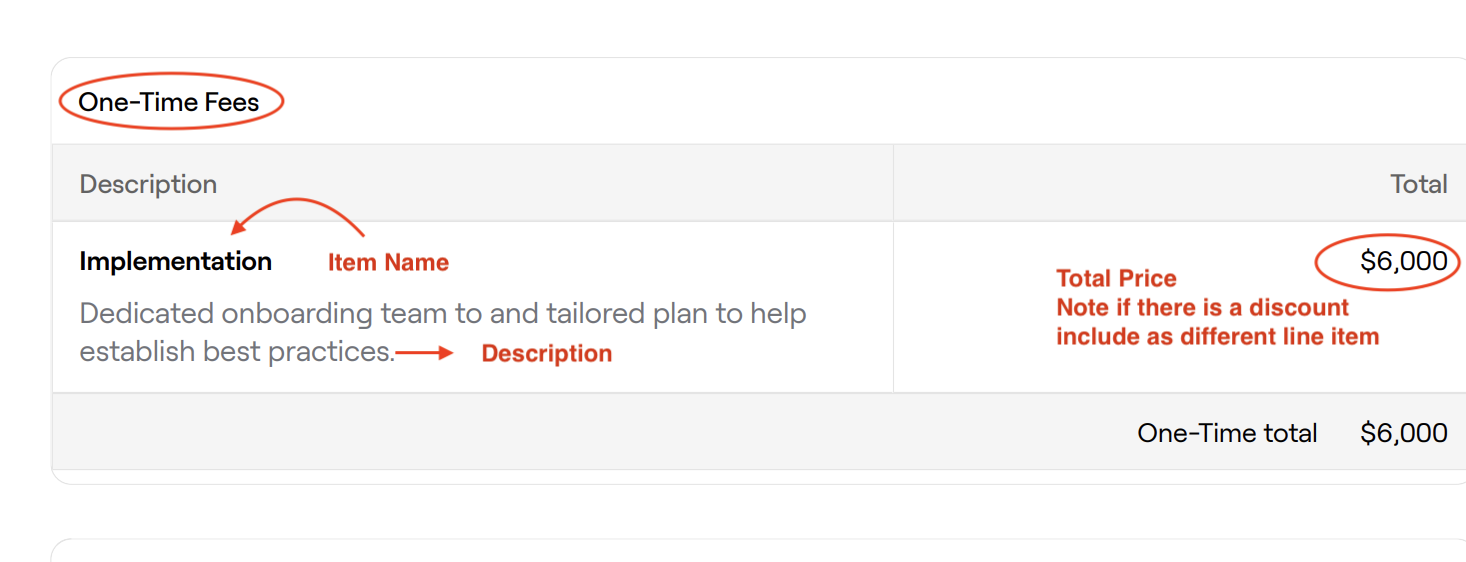 One-Time Fees
Description Total
Implementation Item Name $6,000
Dedicated onboarding team to and tailored plan to help
establish best practices. Description
Total Price
Note if there is a discount
include as different line item
One-Time total $6,000